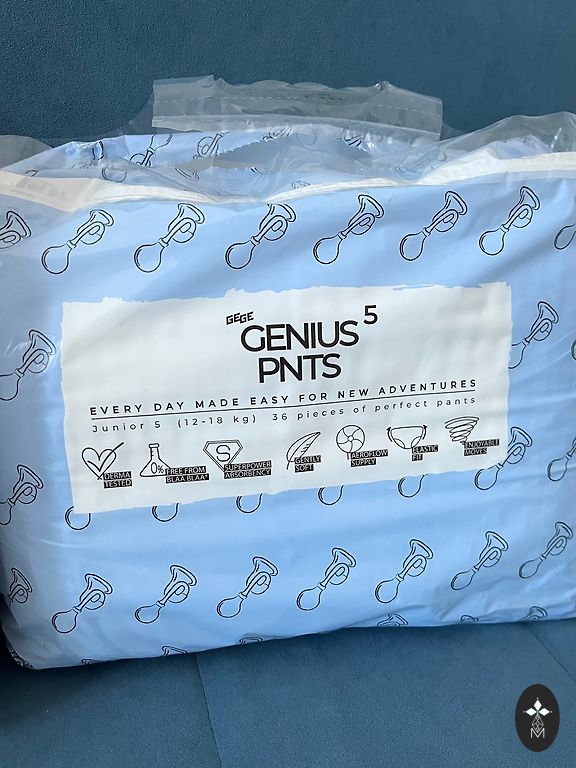 GEGE
GENIUS 5
PNTS
EVERY DAY MADE EASY FOR NEW ADVENTURES
Junior 5 (12-18 kg) 36 pieces of perfect pants
DERMA
TESTED
0% FREE FROM
BLAA BLAA*
S SUPERPOWER
ABSORBENCY
GENTLY
SOFT
AEROFLOW
SUPPLY
ELASTIC
FIT
ENJOYABLE
MOVES
M